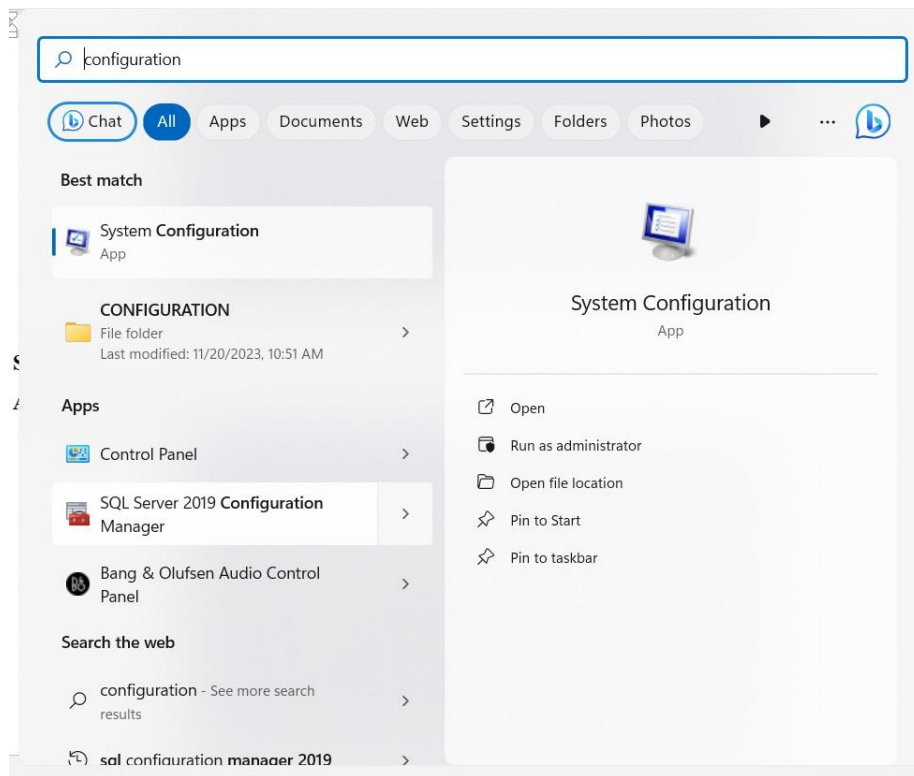 configuration
Chat All Apps Documents Web Settings Folders Photos ...
Best match
System Configuration
App
CONFIGURATION
File folder
Last modified: 11/20/2023, 10:51 AM
Apps
Control Panel
SQL Server 2019 Configuration
Manager
Bang & Olufsen Audio Control
Panel
Search the web
configuration - See more search
results
sql configuration manager 2019
System Configuration
App
Open
Run as administrator
Open file location
Pin to Start
Pin to taskbar